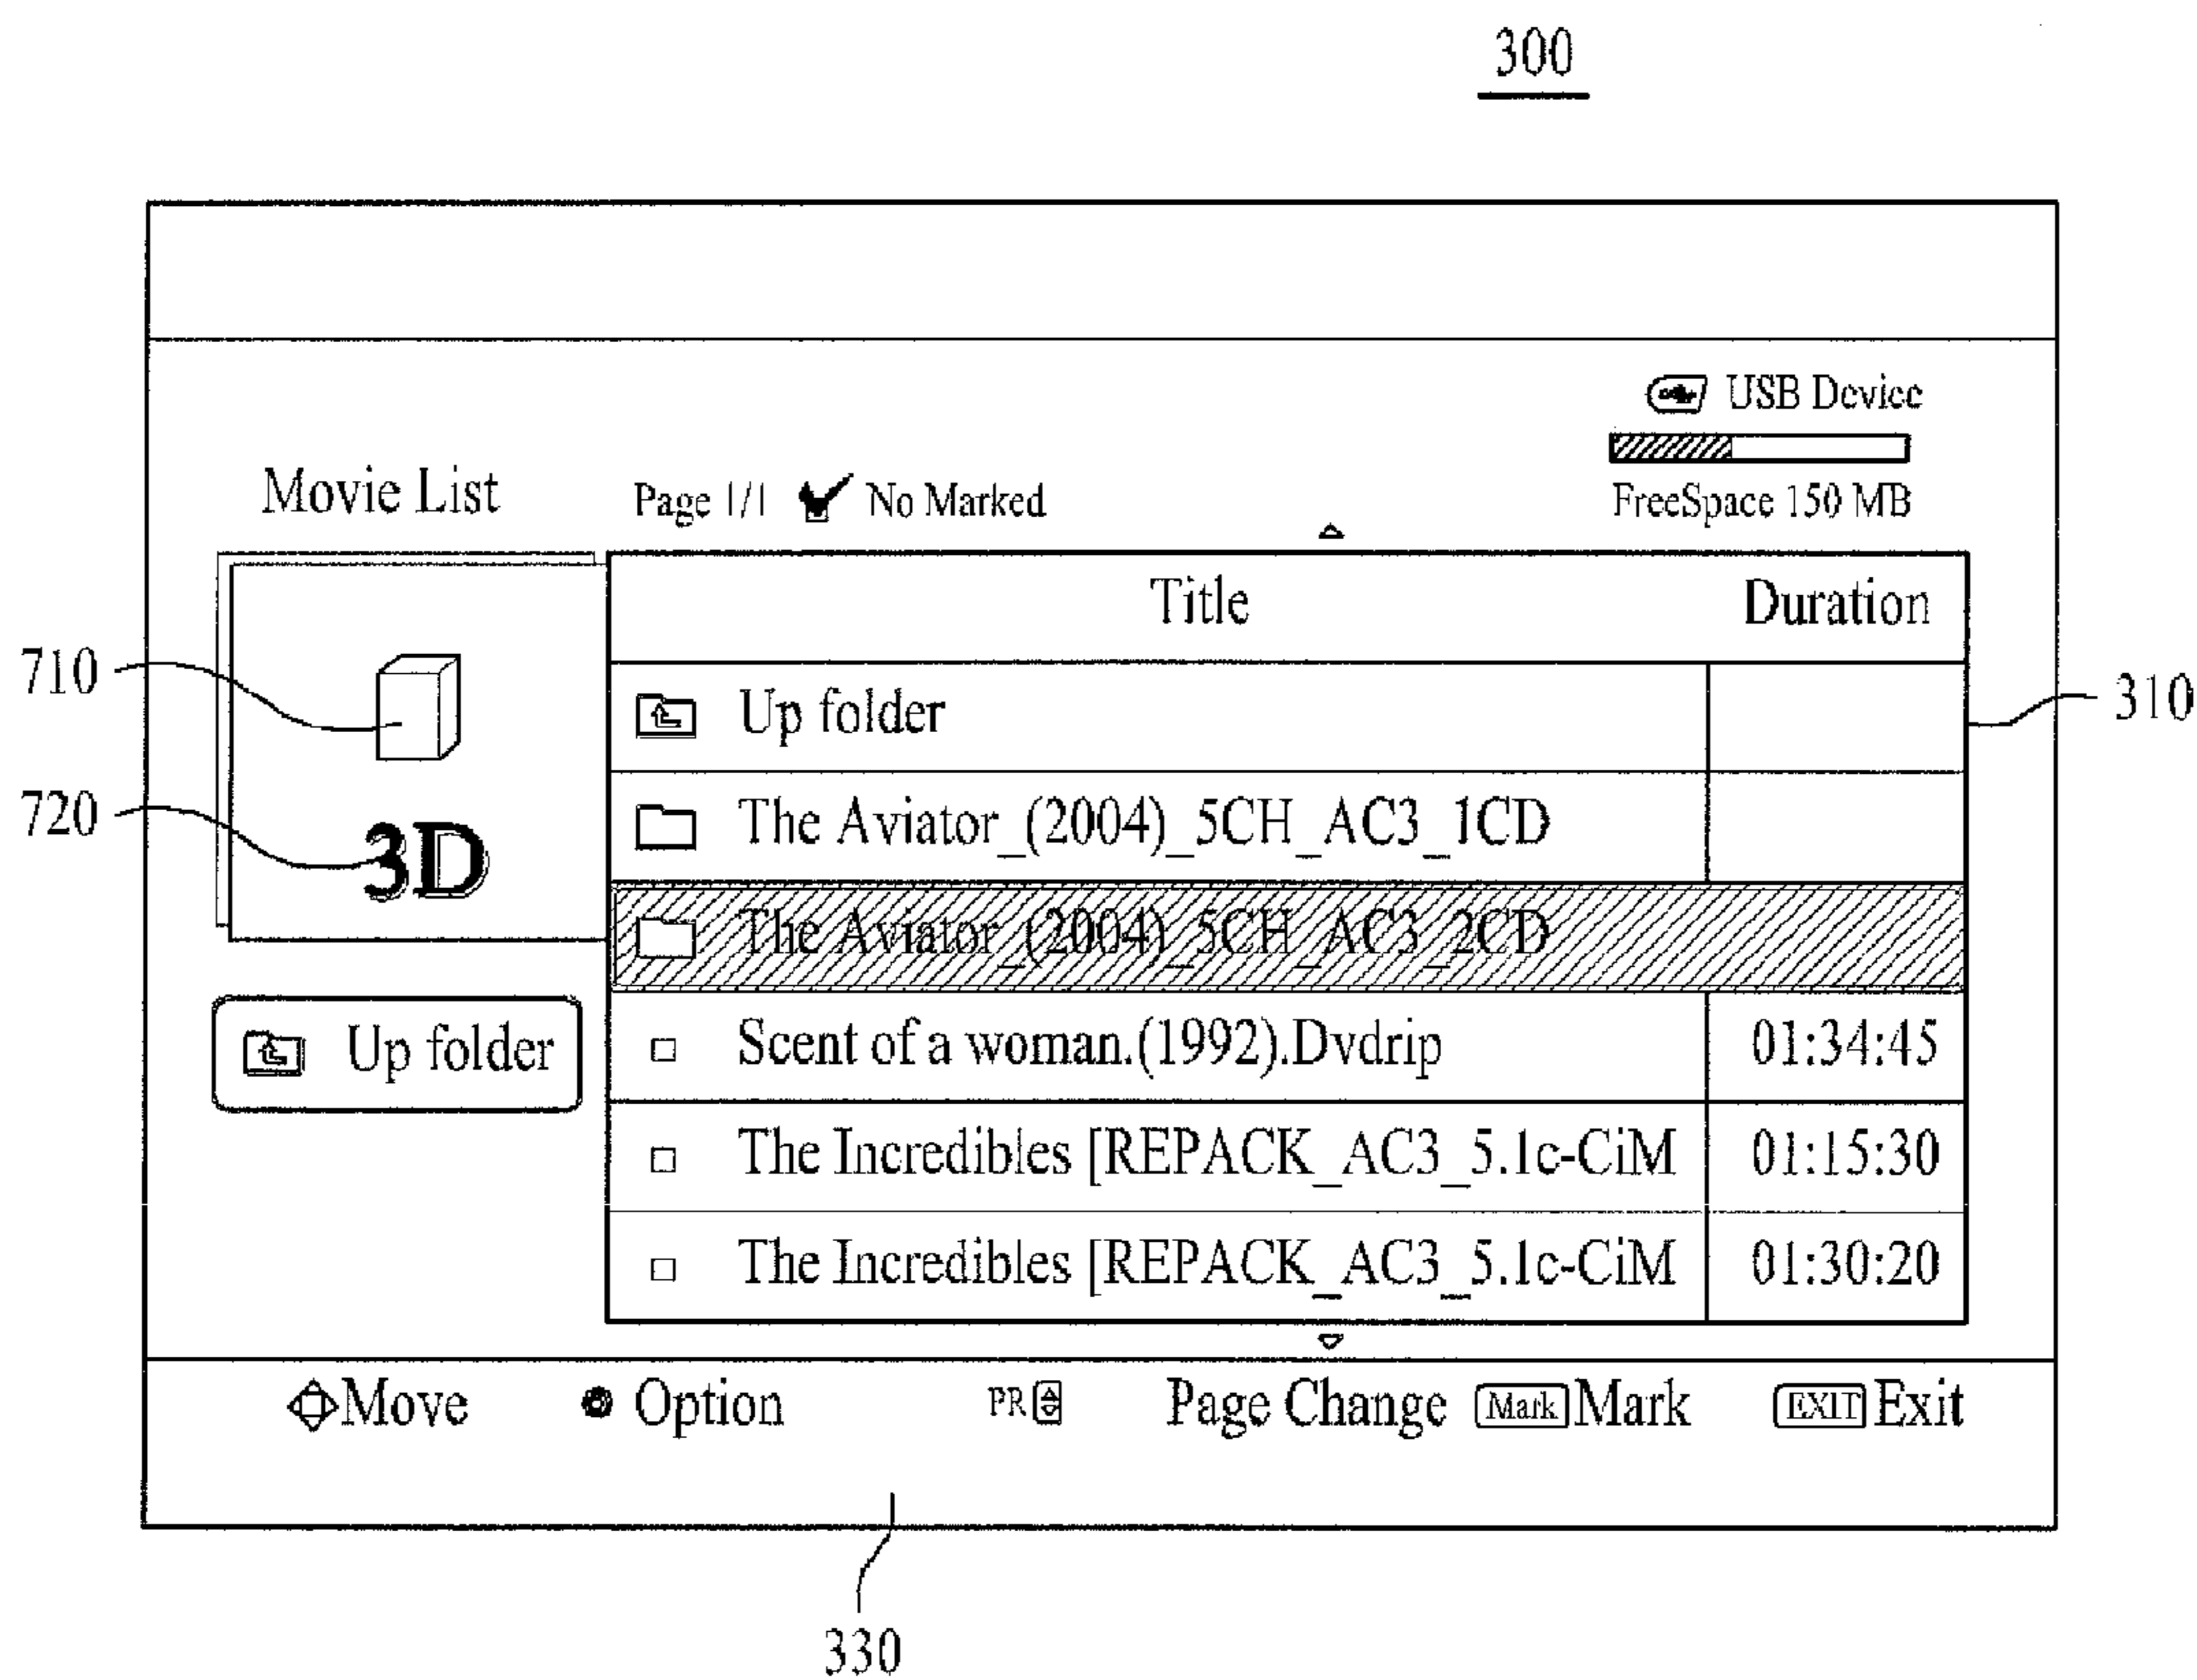 300
USB Device
FreeSpace 150 MB
Movie List
Page 1/1 No Marked
Title Duration
710
Up folder
310
720
3D
The Aviator_(2004)_5CH_AC3_1CD
The Aviator_(2004)_5CH_AC3_2CD
Up folder
Scent of a woman.(1992).Dvdrip 01:34:45
The Incredibles [REPACK_AC3_5.1c-CiM 01:15:30
The Incredibles [REPACK_AC3_5.1c-CiM 01:30:20
Move Option PR Page Change Mark Mark EXIT Exit
330